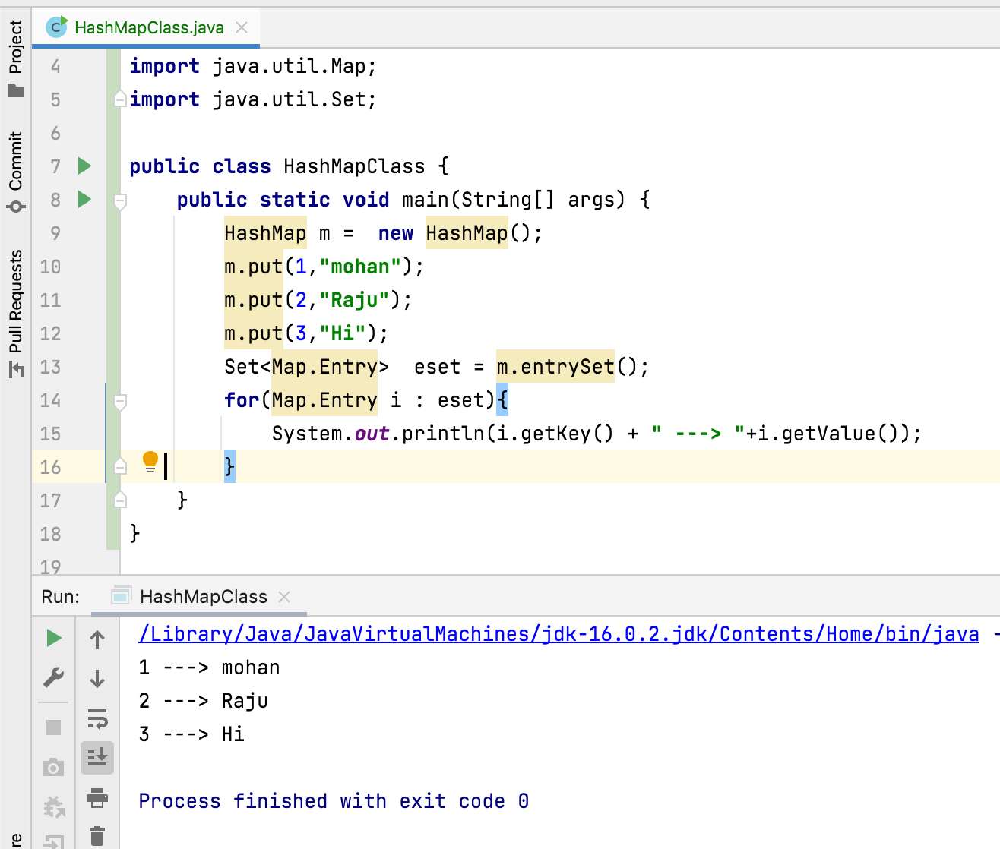 HashMapClass.java
Project
Commit
Pull Requests
4 import java.util.Map;
5 import java.util.Set;
6
7 public class HashMapClass {
8 public static void main(String[] args) {
9 HashMap m =  new HashMap();
10 m.put(1,"mohan");
11 m.put(2,"Raju");
12 m.put(3,"Hi");
13 Set<Map.Entry>  eset = m.entrySet();
14 for(Map.Entry i : eset){
15 System.out.println(i.getKey() + " ---> "+i.getValue());
16 }
17 }
18 }
19
Run: HashMapClass
/Library/Java/JavaVirtualMachines/jdk-16.0.2.jdk/Contents/Home/bin/java -
1 ---> mohan
2 ---> Raju
3 ---> Hi
Process finished with exit code 0